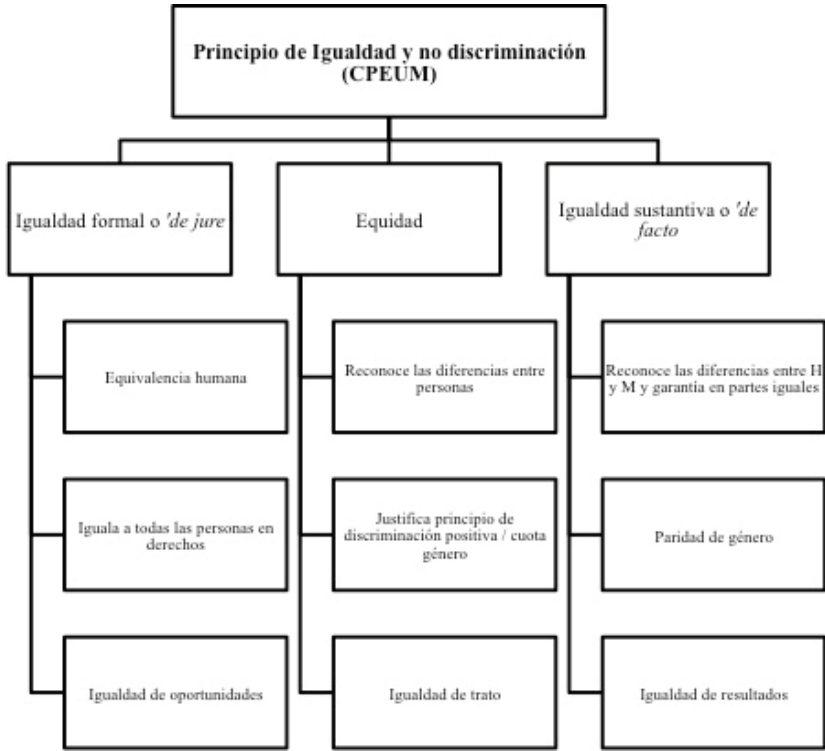 Principio de Igualdad y no discriminación
(CPEUM)
Igualdad formal o 'de jure
Equidad
Igualdad sustantiva o 'de
facto
Equivalencia humana
Reconoce las diferencias entre
personas
Reconoce las diferencias entre H
y M y garantía en partes iguales
Iguala a todas las personas en
derechos
Justifica principio de
discriminación positiva / cuota
género
Paridad de género
Igualdad de oportunidades
Igualdad de trato
Igualdad de resultados